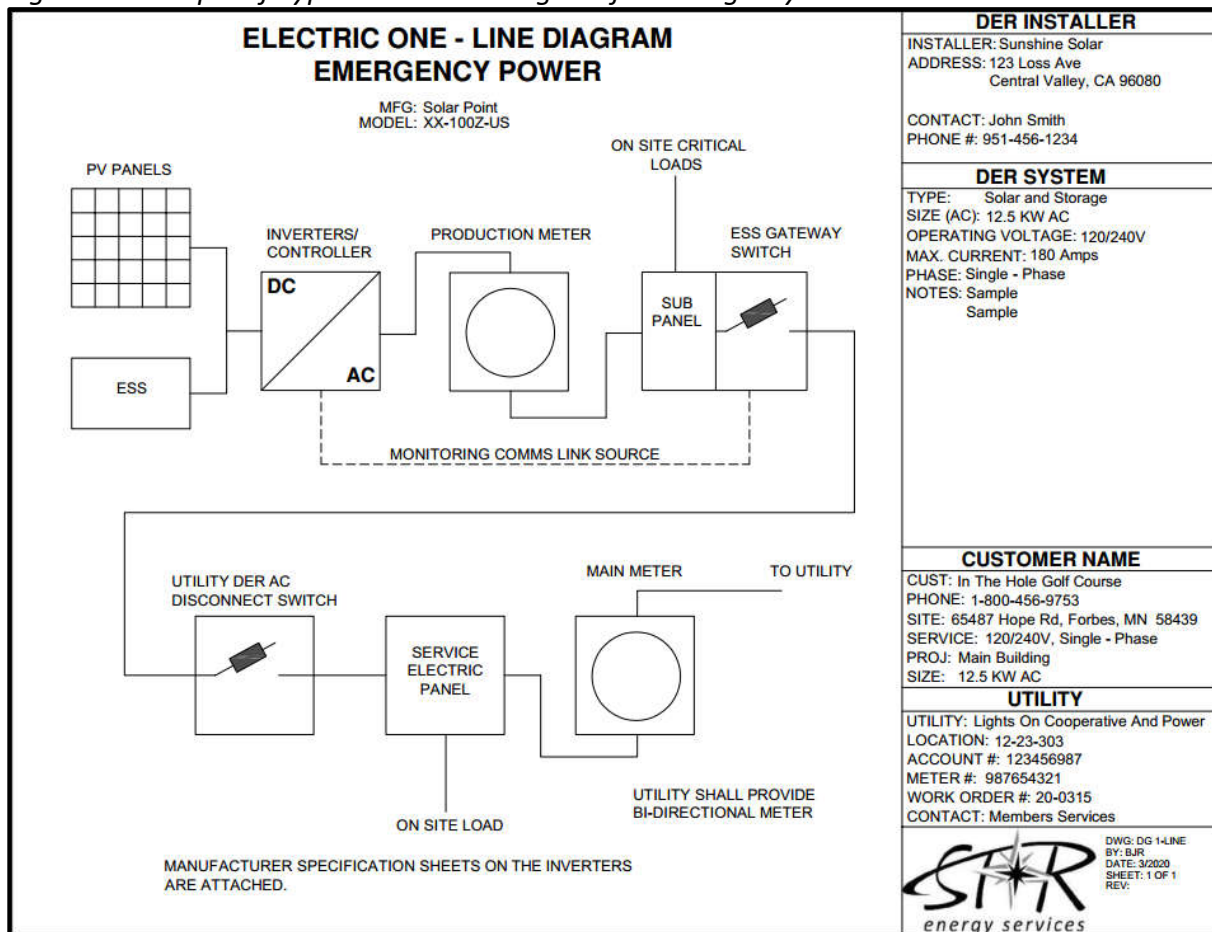 ELECTRIC ONE - LINE DIAGRAM
EMERGENCY POWER
MFG: Solar Point
MODEL: XX-100Z-US
ON SITE CRITICAL
LOADS
PV PANELS
INVERTERS/
CONTROLLER
PRODUCTION METER
ESS GATEWAY
SWITCH
DC
AC
SUB
PANEL
ESS
MONITORING COMMS LINK SOURCE
UTILITY DER AC
DISCONNECT SWITCH
MAIN METER
TO UTILITY
SERVICE
ELECTRIC
PANEL
ON SITE LOAD
UTILITY SHALL PROVIDE
BI-DIRECTIONAL METER
MANUFACTURER SPECIFICATION SHEETS ON THE INVERTERS
ARE ATTACHED.
DER INSTALLER
INSTALLER: Sunshine Solar
ADDRESS: 123 Loss Ave
Central Valley, CA 96080
CONTACT: John Smith
PHONE #: 951-456-1234
DER SYSTEM
TYPE: Solar and Storage
SIZE (AC): 12.5 KW AC
OPERATING VOLTAGE: 120/240V
MAX. CURRENT: 180 Amps
PHASE: Single - Phase
NOTES: Sample
Sample
CUSTOMER NAME
CUST: In The Hole Golf Course
PHONE: 1-800-456-9753
SITE: 65487 Hope Rd, Forbes, MN 58439
SERVICE: 120/240V, Single - Phase
PROJ: Main Building
SIZE: 12.5 KW AC
UTILITY
UTILITY: Lights On Cooperative And Power
LOCATION: 12-23-303
ACCOUNT #: 123456987
METER #: 987654321
WORK ORDER #: 20-0315
CONTACT: Members Services
STAR
energy services
DWG: DG 1-LINE
BY: BJR
DATE: 3/2020
SHEET: 1 OF 1
REV: